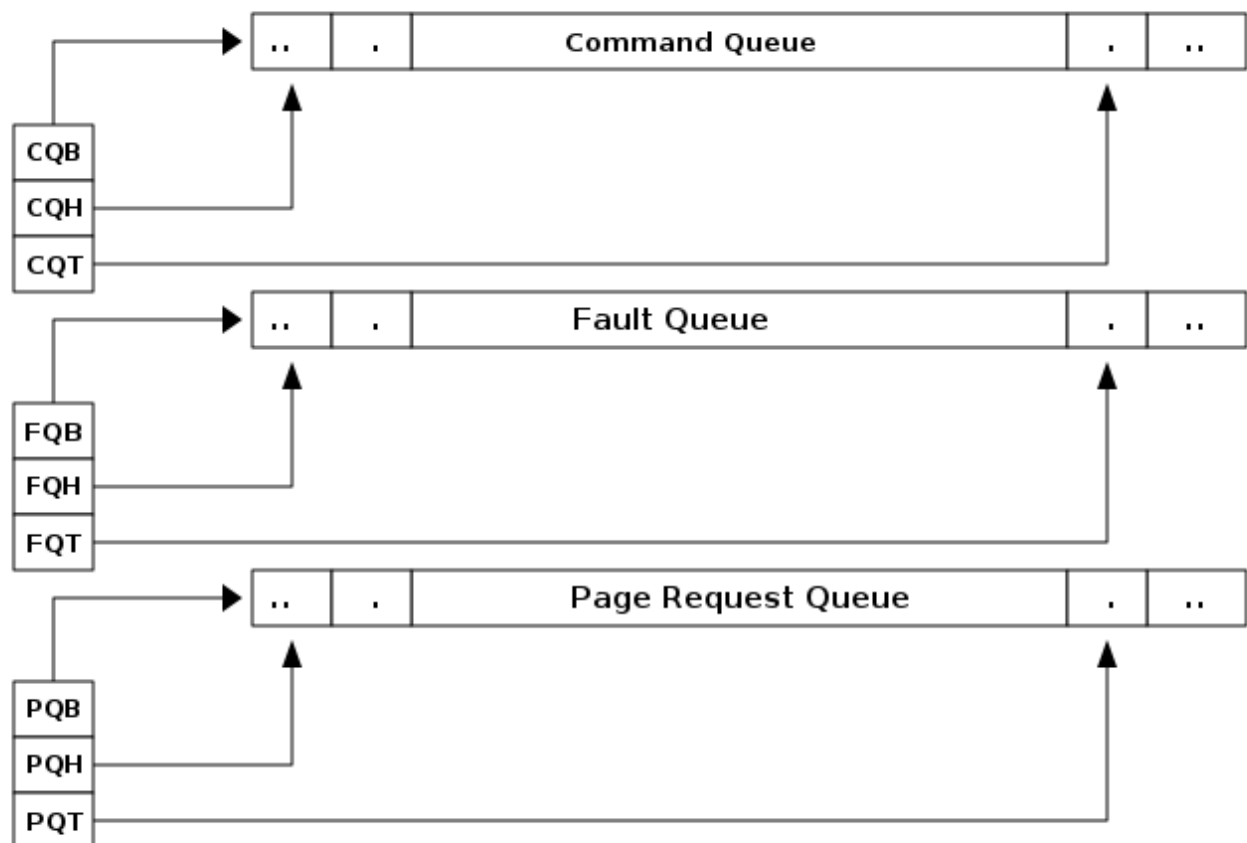 .. . Command Queue . ..
CQB
CQH
CQT
.. . Fault Queue . ..
FQB
FQH
FQT
.. . Page Request Queue . ..
PQB
PQH
PQT